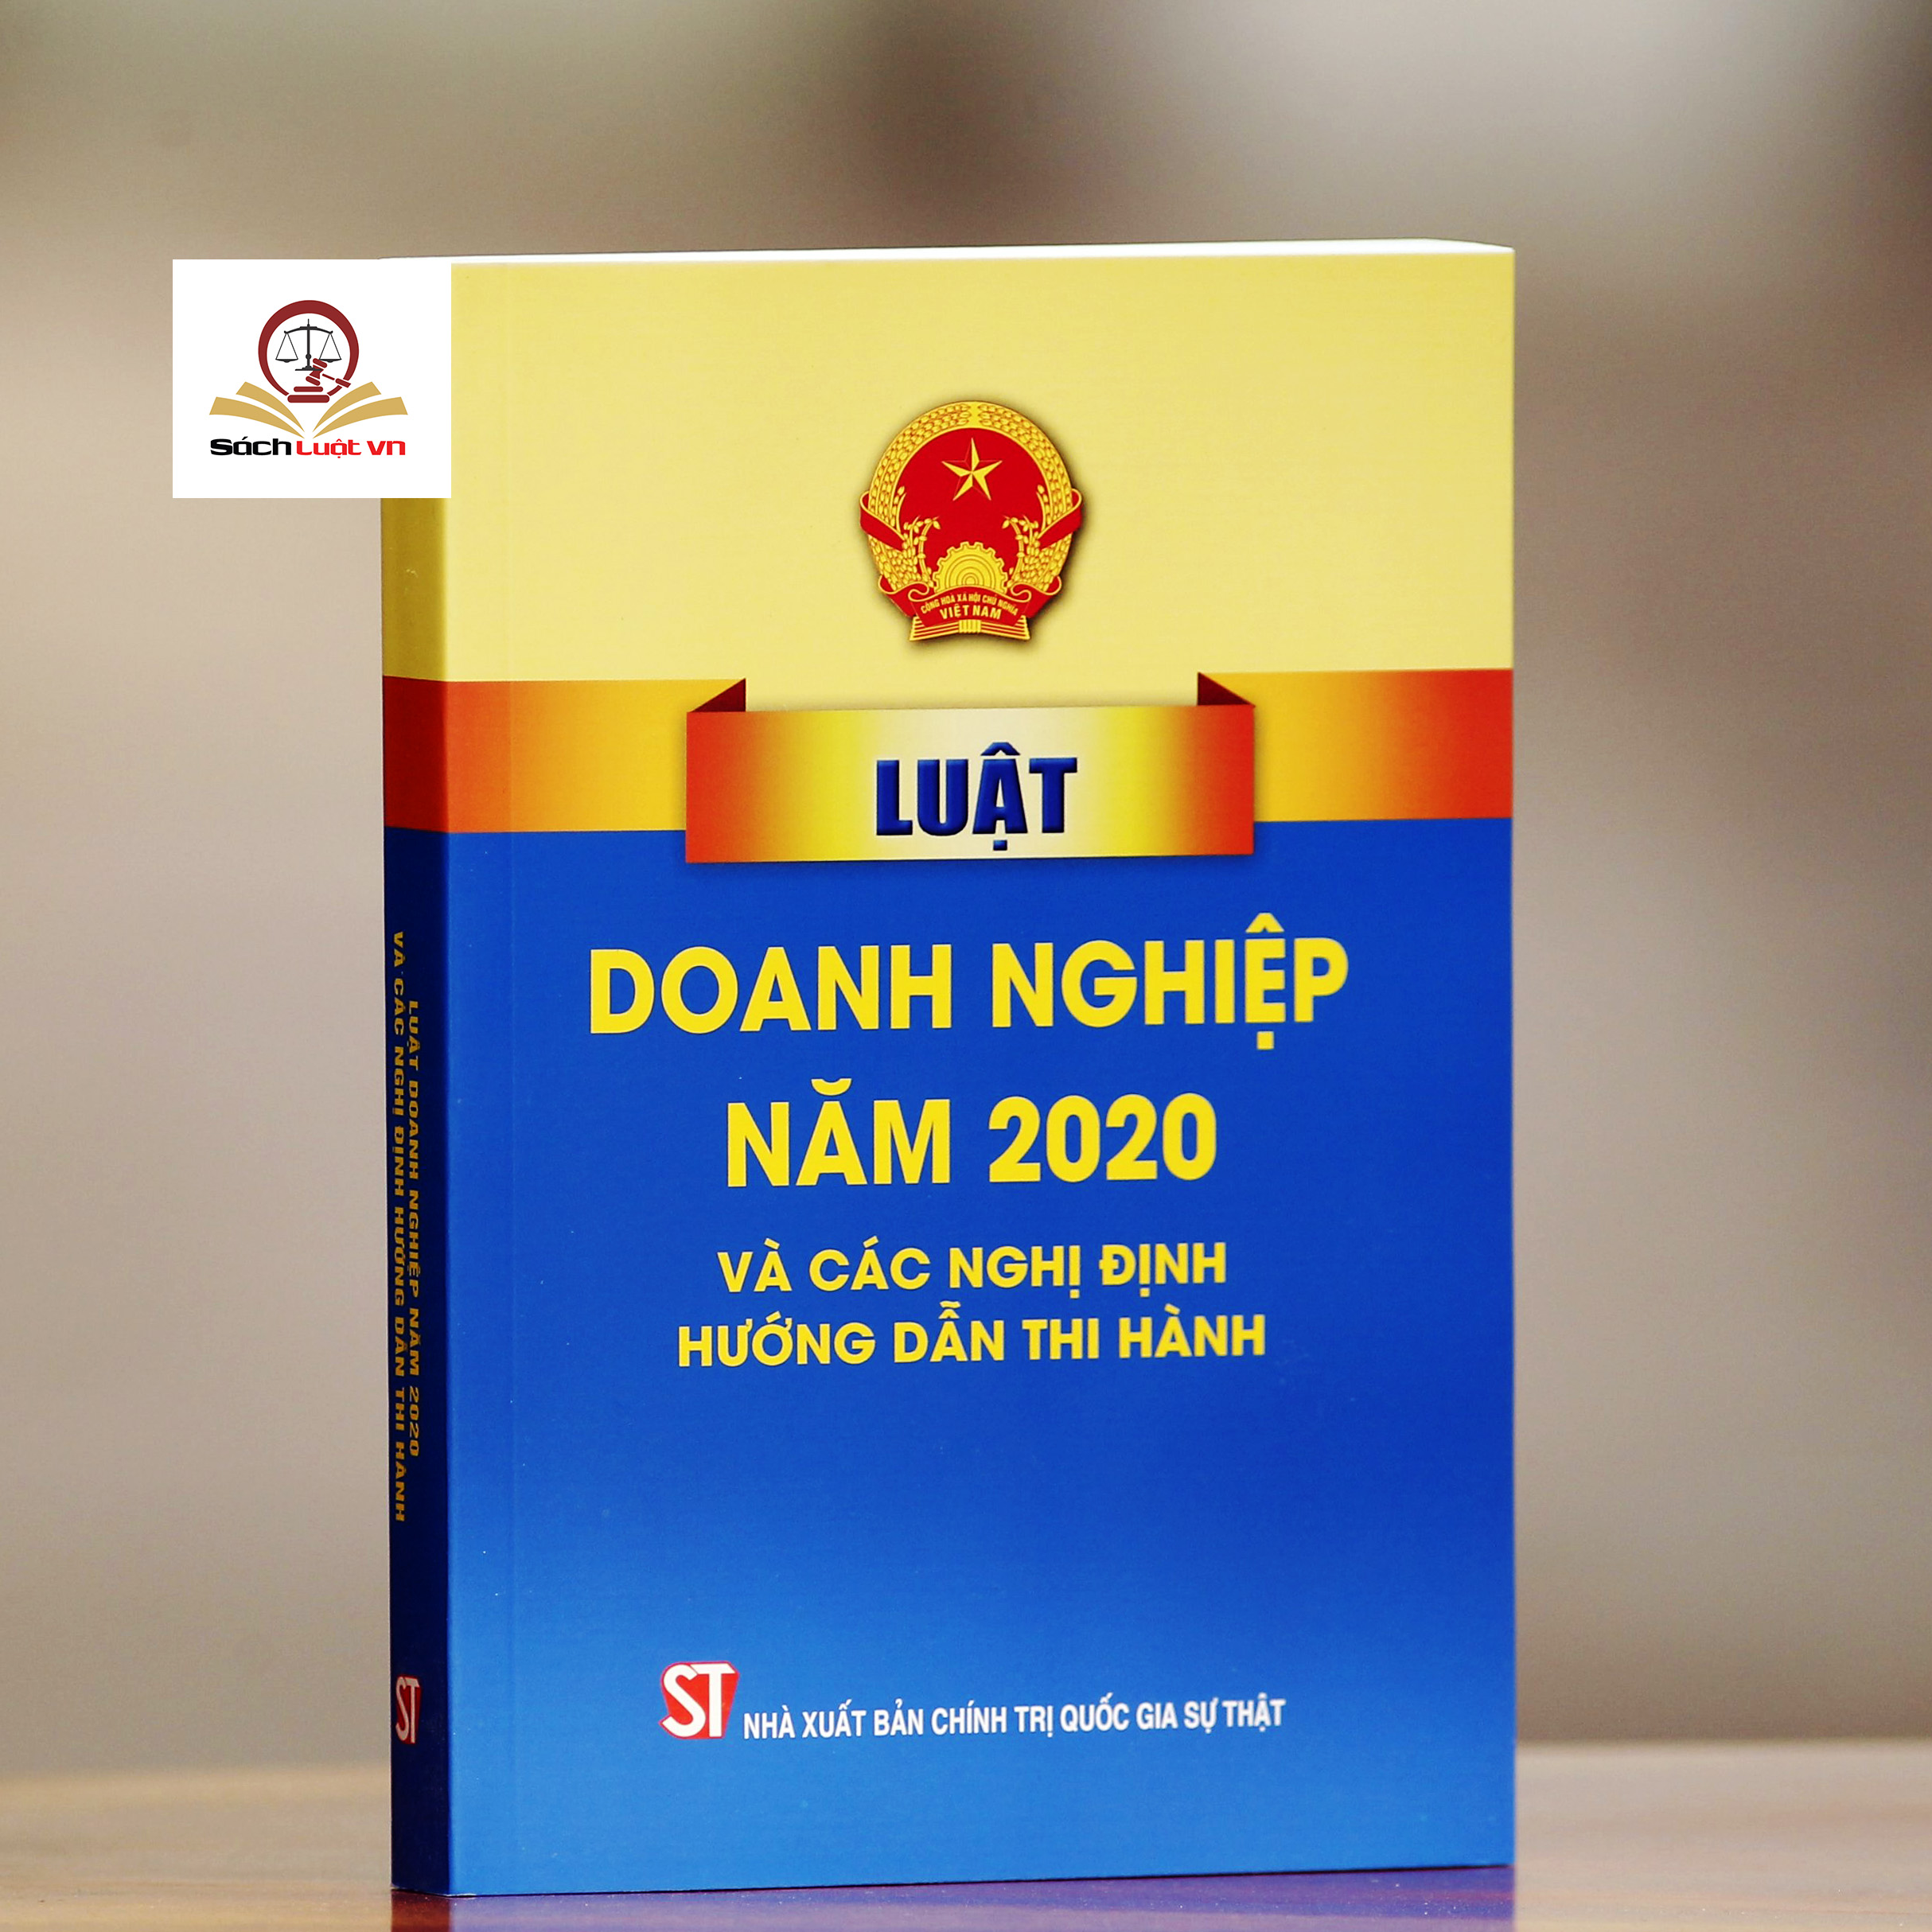 Sách Luật vn
CỘNG HOÀ XÃ HỘI CHỦ NGHĨA
VIỆT NAM
LUẬT
DOANH NGHIỆP
NĂM 2020
VÀ CÁC NGHỊ ĐỊNH
HƯỚNG DẪN THI HÀNH
ST NHÀ XUẤT BẢN CHÍNH TRỊ QUỐC GIA SỰ THẬT
LUẬT DOANH NGHIỆP NĂM 2020
VÀ CÁC NGHỊ ĐỊNH HƯỚNG DẪN THI HÀNH
ST